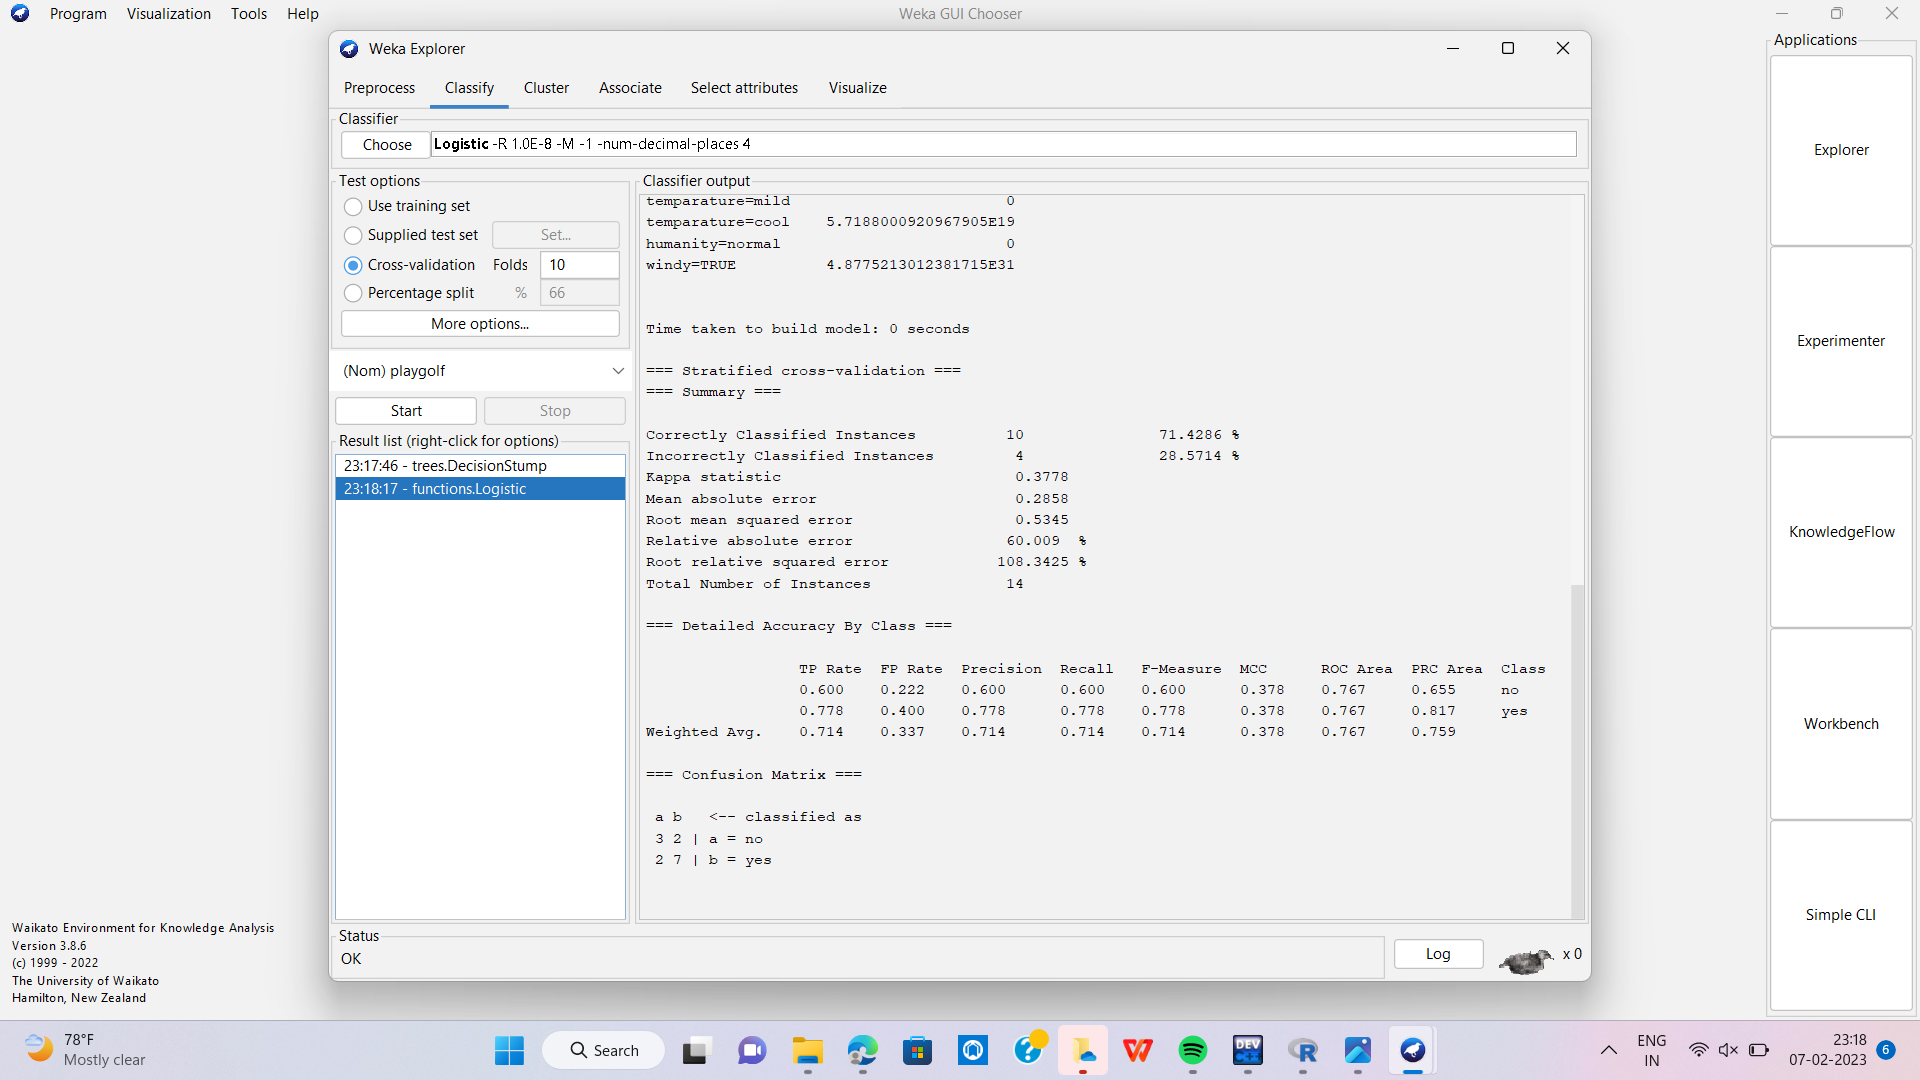 Program Visualization Tools Help Weka GUI Chooser
Applications
Weka Explorer
Preprocess Classify Cluster Associate Select attributes Visualize
Classifier
Choose Logistic -R 1.0E-8 -M -1 -num-decimal-places 4
Test options
Use training set
Supplied test set Set...
Cross-validation Folds 10
Percentage split % 66
More options...
(Nom) playgolf
Start Stop
Result list (right-click for options)
23:17:46 - trees.DecisionStump
23:18:17 - functions.Logistic
Classifier output
temparature=mild 0
temparature=cool 5.7188000920967905E19
humanity=normal 0
windy=TRUE 4.8775213012381715E31
Time taken to build model: 0 seconds
=== Stratified cross-validation ===
=== Summary ===
Correctly Classified Instances 10 71.4286 %
Incorrectly Classified Instances 4 28.5714 %
Kappa statistic 0.3778
Mean absolute error 0.2858
Root mean squared error 0.5345
Relative absolute error 60.009 %
Root relative squared error 108.3425 %
Total Number of Instances 14
=== Detailed Accuracy By Class ===
TP Rate FP Rate Precision Recall F-Measure MCC ROC Area PRC Area Class
0.600 0.222 0.600 0.600 0.600 0.378 0.767 0.655 no
0.778 0.400 0.778 0.778 0.778 0.378 0.767 0.817 yes
Weighted Avg. 0.714 0.337 0.714 0.714 0.714 0.378 0.767 0.759
=== Confusion Matrix ===
a b <-- classified as
3 2 | a = no
2 7 | b = yes
Status
OK
Log x 0
Explorer
Experimenter
KnowledgeFlow
Workbench
Simple CLI
Waikato Environment for Knowledge Analysis
Version 3.8.6
(c) 1999 - 2022
The University of Waikato
Hamilton, New Zealand
78°F
Mostly clear
Search
DEV
C++
R
ENG
IN
23:18
07-02-2023
6